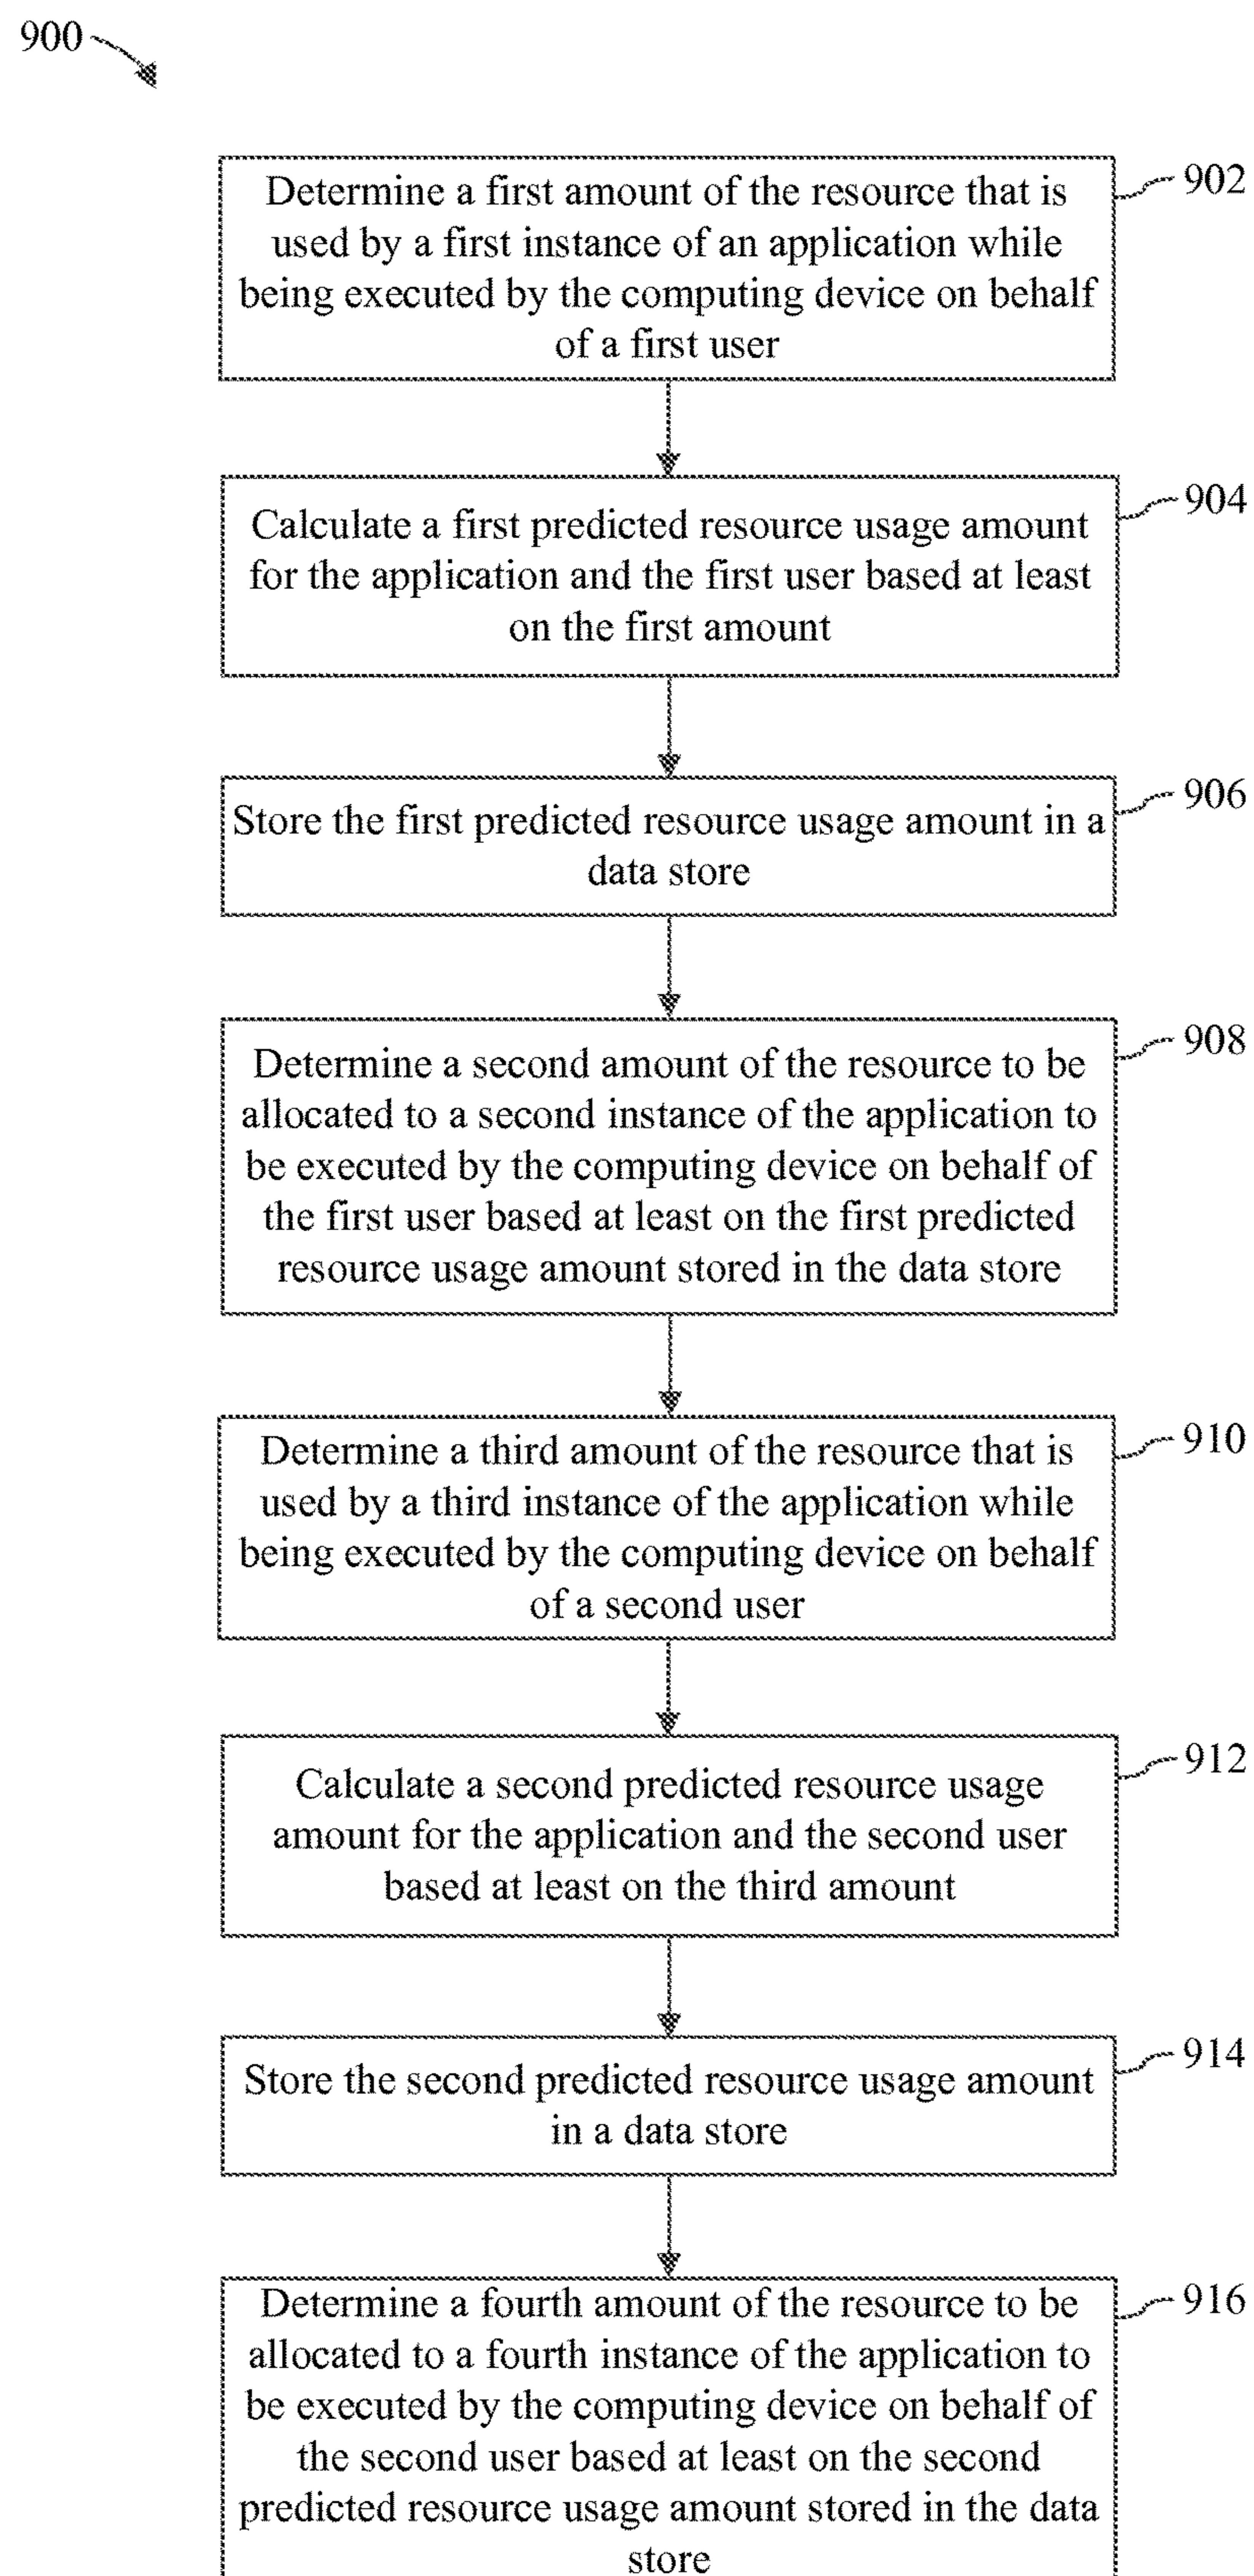 900
Determine a first amount of the resource that is
used by a first instance of an application while
being executed by the computing device on behalf
of a first user
902
Calculate a first predicted resource usage amount
for the application and the first user based at least
on the first amount
904
Store the first predicted resource usage amount in a
data store
906
Determine a second amount of the resource to be
allocated to a second instance of the application to
be executed by the computing device on behalf of
the first user based at least on the first predicted
resource usage amount stored in the data store
908
Determine a third amount of the resource that is
used by a third instance of the application while
being executed by the computing device on behalf
of a second user
910
Calculate a second predicted resource usage
amount for the application and the second user
based at least on the third amount
912
Store the second predicted resource usage amount
in a data store
914
Determine a fourth amount of the resource to be
allocated to a fourth instance of the application to
be executed by the computing device on behalf of
the second user based at least on the second
predicted resource usage amount stored in the data
store
916